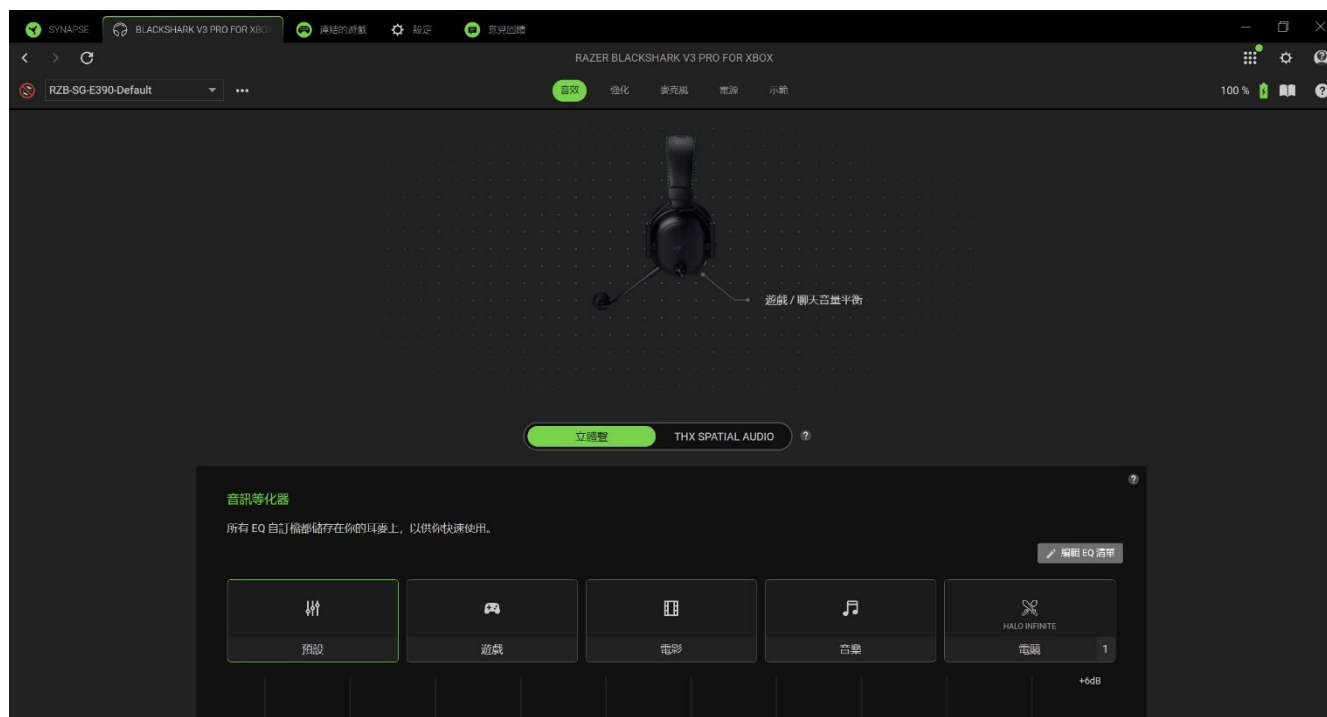 SYNAPSE
BLACKSHARK V3 PRO FOR XBOX
連結的遊戲
設定
意見回饋
RAZER BLACKSHARK V3 PRO FOR XBOX
RZB-SG-E390-Default
音效
強化
麥克風
電源
示範
100 %
遊戲 / 聊天音量平衡
立體聲
THX SPATIAL AUDIO
音訊等化器
所有 EQ 自訂檔都儲存在你的耳麥上，以供你快速使用。
編輯 EQ 清單
HALO INFINITE
預設
遊戲
電影
音樂
電競
1
+6dB